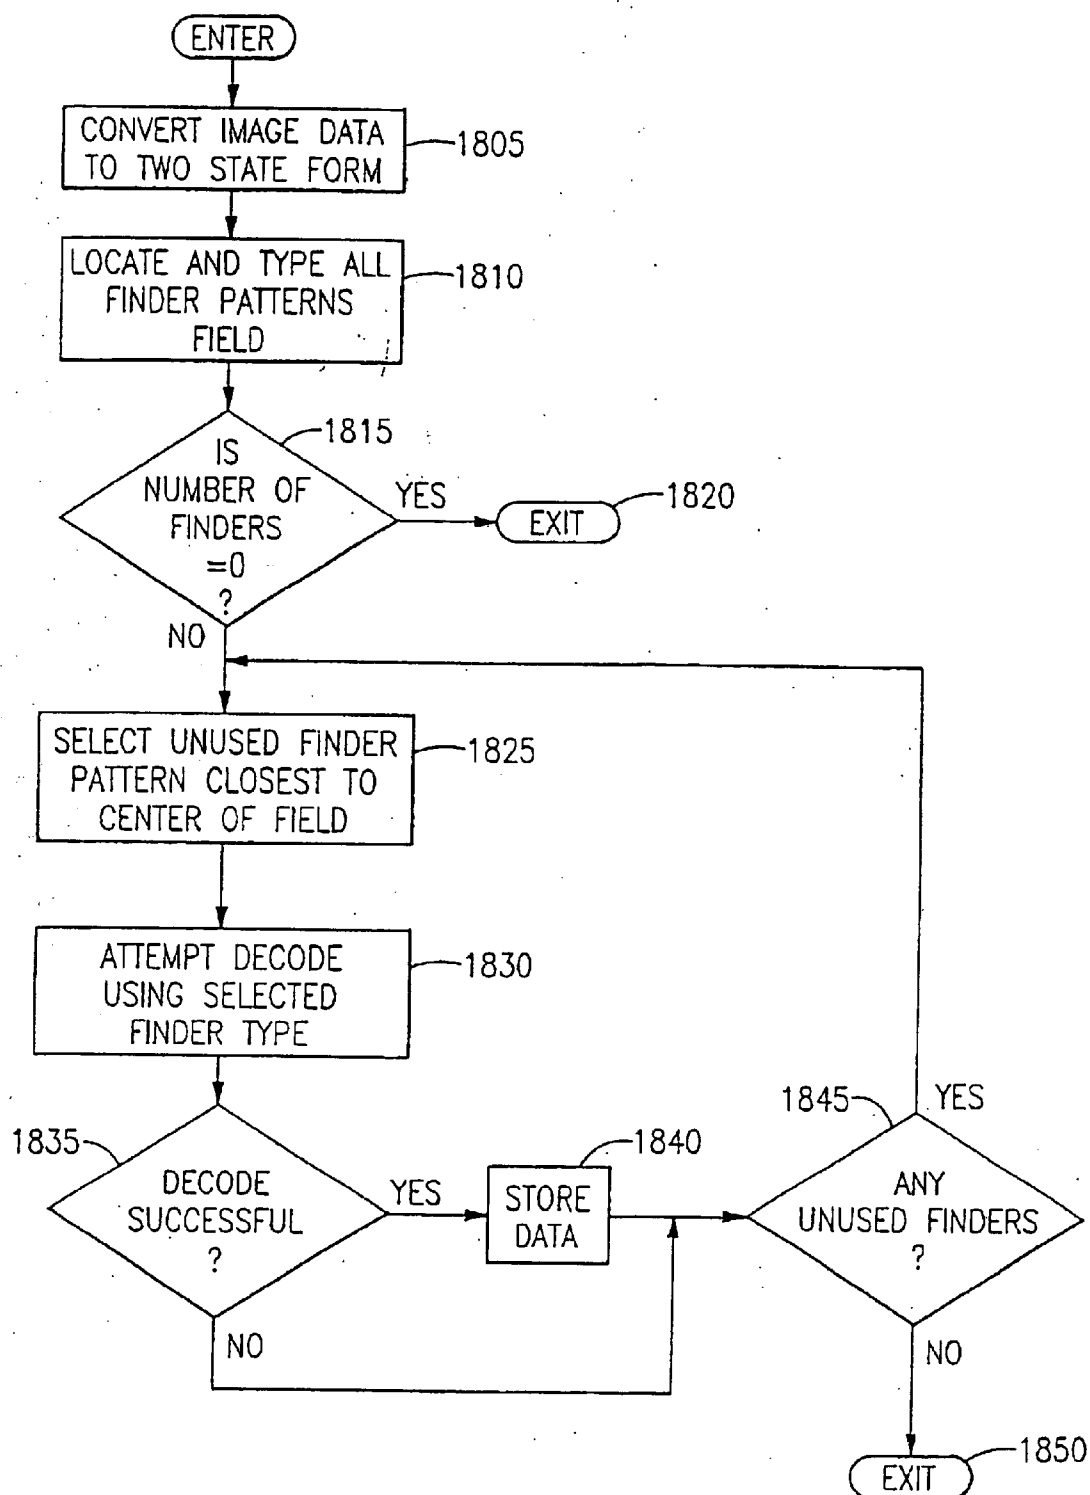 ENTER
CONVERT IMAGE DATA
TO TWO STATE FORM
1805
LOCATE AND TYPE ALL
FINDER PATTERNS
FIELD
1810
IS
NUMBER OF
FINDERS
=0
?
1815
YES
EXIT
1820
NO
SELECT UNUSED FINDER
PATTERN CLOSEST TO
CENTER OF FIELD
1825
ATTEMPT DECODE
USING SELECTED
FINDER TYPE
1830
1835
DECODE
SUCCESSFUL
?
YES
NO
STORE
DATA
1840
1845
ANY
UNUSED FINDERS
?
YES
NO
EXIT
1850